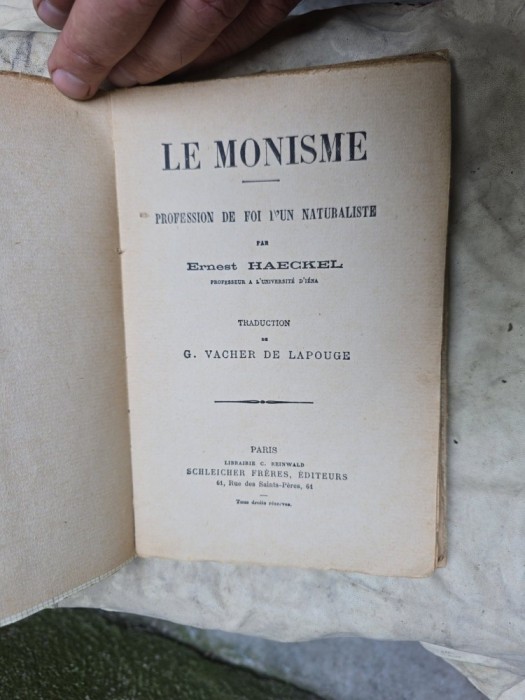 LE MONISME
PROFESSION DE FOI D'UN NATURALISTE
PAR
Ernest HAECKEL
PROFESSEUR A L'UNIVERSITÉ D'IÉNA
TRADUCTION
DE
G. VACHER DE LAPOUGE
PARIS
LIBRAIRIE C. REINWALD
SCHLEICHER FRÈRES, ÉDITEURS
61, Rue des Saints-Pères, 61
Tous droits réservés.